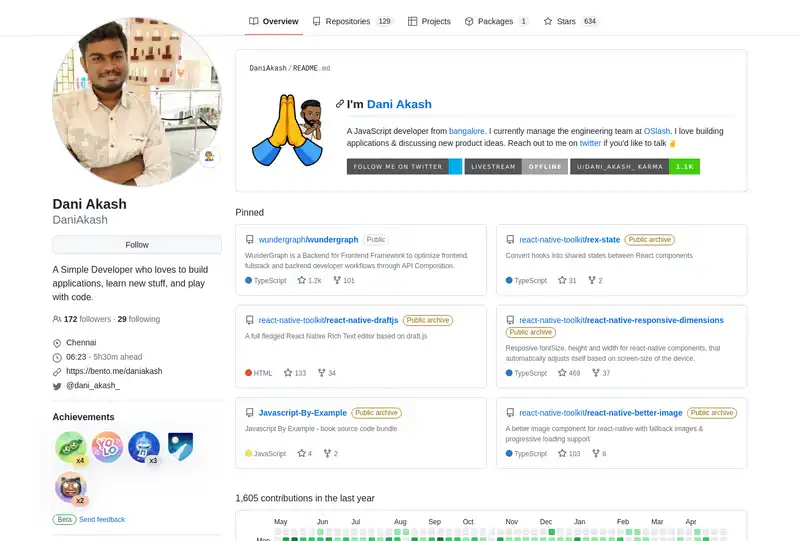 Overview
Repositories 129
Projects
Packages 1
Stars 634
DaniAkash/README.md
I'm Dani Akash
A JavaScript developer from bangalore. I currently manage the engineering team at OSlash. I love building
applications & discussing new product ideas. Reach out to me on twitter if you'd like to talk ✌️
FOLLOW ME ON TWITTER
LIVESTREAM OFFLINE
U/DANI_AKASH_ KARMA 1.1K
Dani Akash
DaniAkash
Follow
A Simple Developer who loves to build
applications, learn new stuff, and play
with code.
172 followers · 29 following
Chennai
06:23 - 5h30m ahead
https://bento.me/daniakash
@dani_akash_
Achievements
x4
YOLO
x3
x2
Beta Send feedback
Pinned
wundergraph/wundergraph Public
WunderGraph is a Backend for Frontend Framework to optimize frontend,
fullstack and backend developer workflows through API Composition.
TypeScript 1.2k 101
react-native-toolkit/rex-state Public archive
Convert hooks into shared states between React components
TypeScript 31 2
react-native-toolkit/react-native-draftjs Public archive
A full fledged React Native Rich Text editor based on draft.js
HTML 133 34
react-native-toolkit/react-native-responsive-dimensions
Public archive
Resposive fontSize, height and width for react-native components, that
automatically adjusts itself based on screen-size of the device.
TypeScript 469 37
Javascript-By-Example Public archive
Javascript By Example - book source code bundle
JavaScript 4 2
react-native-toolkit/react-native-better-image Public archive
A better image component for react-native with fallback images &
progressive loading support
TypeScript 103 6
1,605 contributions in the last year
May Jun Jul Aug Sep Oct Nov Dec Jan Feb Mar Apr
Mon